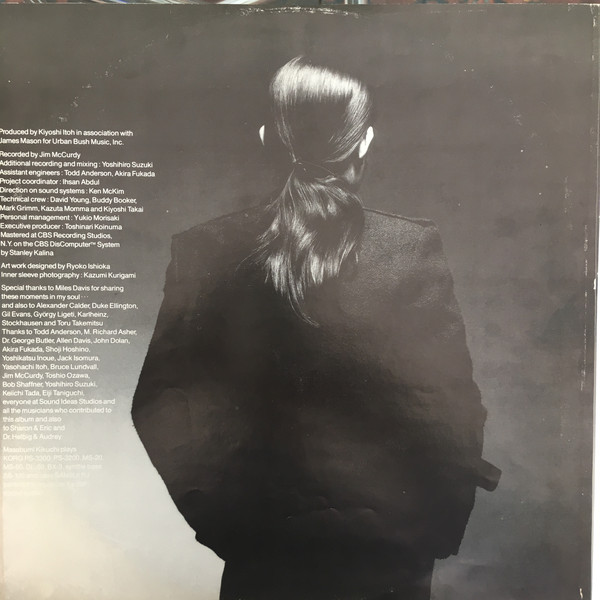 Produced by Kiyoshi Itoh in association with
James Mason for Urban Bush Music, Inc.
Recorded by Jim McCurdy
Additional recording and mixing : Yoshihiro Suzuki
Assistant engineers : Todd Anderson, Akira Fukada
Project coordinator : Ihsan Abdul
Direction on sound systems : Ken McKim
Technical crew : David Young, Buddy Booker,
Mark Grimm, Kazuta Momma and Kiyoshi Takai
Personal management : Yukio Morisaki
Executive producer : Toshinari Koinuma
Mastered at CBS Recording Studios,
N.Y. on the CBS DisComputer™ System
by Stanley Kalina
Art work designed by Ryoko Ishioka
Inner sleeve photography : Kazumi Kurigami
Special thanks to Miles Davis for sharing
these moments in my soul ···
and also to Alexander Calder, Duke Ellington,
Gil Evans, György Ligeti, Karlheinz,
Stockhausen and Toru Takemitsu
Thanks to Todd Anderson, M. Richard Asher,
Dr. George Butler, Allen Davis, John Dolan,
Akira Fukada, Shoji Hoshino,
Yoshikatsu Inoue, Jack Isomura,
Yasohachi Itoh, Bruce Lundvall,
Jim McCurdy, Toshio Ozawa,
Bob Shaffner, Yoshihiro Suzuki,
Keiichi Tada, Eiji Taniguchi,
everyone at Sound Ideas Studios and
all the musicians who contributed to
this album and also
to Sharon & Eric and
Dr. Helbig & Audrey
Masabumi Kikuchi plays